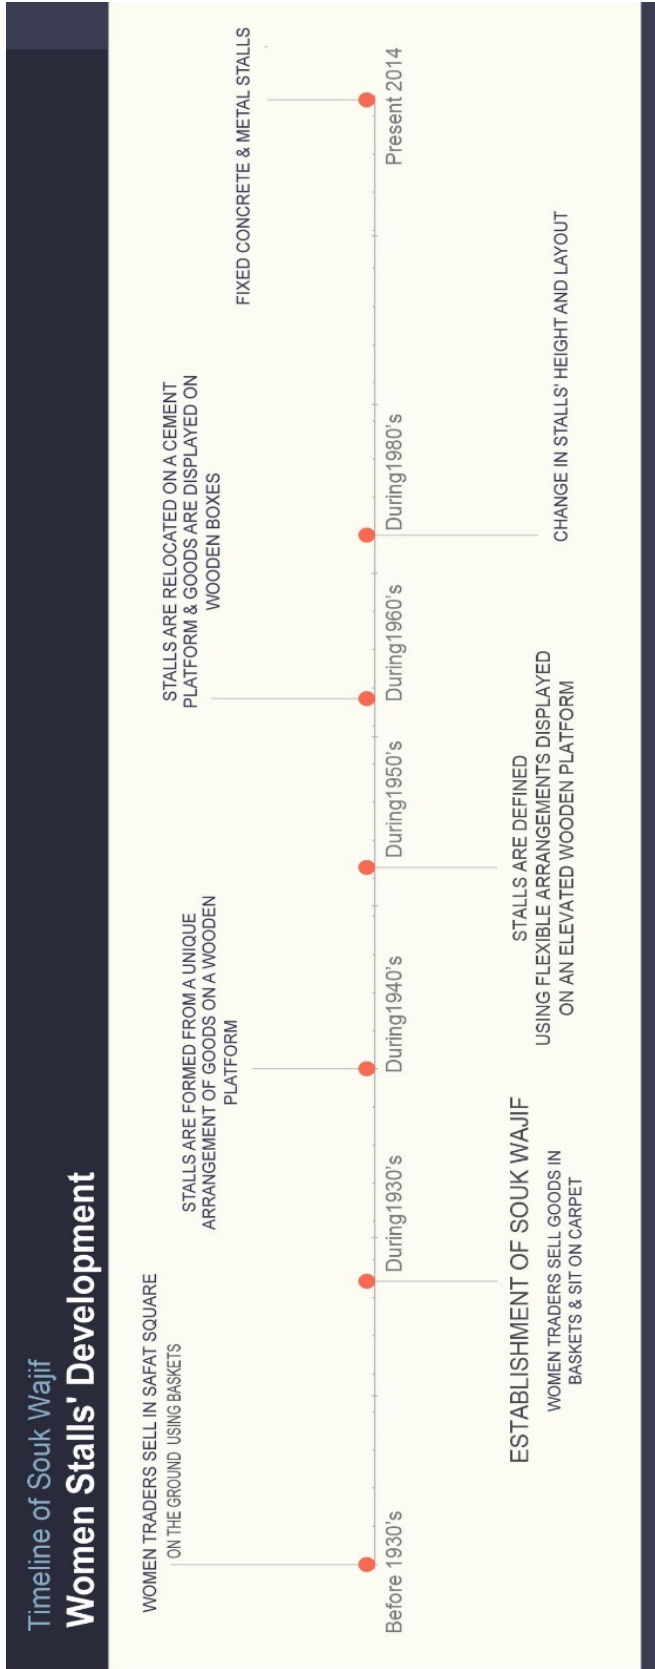 Timeline of Souk Wajif
Women Stalls' Development
WOMEN TRADERS SELL IN SAFAT SQUARE
ON THE GROUND USING BASKETS
Before 1930's
During1930's
ESTABLISHMENT OF SOUK WAJIF
WOMEN TRADERS SELL GOODS IN
BASKETS & SIT ON CARPET
STALLS ARE FORMED FROM A UNIQUE
ARRANGEMENT OF GOODS ON A WOODEN
PLATFORM
During1940's
During1950's
STALLS ARE DEFINED
USING FLEXIBLE ARRANGEMENTS DISPLAYED
ON AN ELEVATED WOODEN PLATFORM
STALLS ARE RELOCATED ON A CEMENT
PLATFORM & GOODS ARE DISPLAYED ON
WOODEN BOXES
During1960's
During1980's
CHANGE IN STALLS' HEIGHT AND LAYOUT
FIXED CONCRETE & METAL STALLS
Present 2014